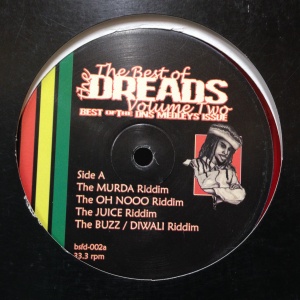 The Best of
the DREADS
Volume Two
BEST OF THE DNS MEDLEYS ISSUE
Side A
The MURDA Riddim
The OH NOOO Riddim
The JUICE Riddim
The BUZZ / DIWALI Riddim
bsfd-002a
33.3 rpm